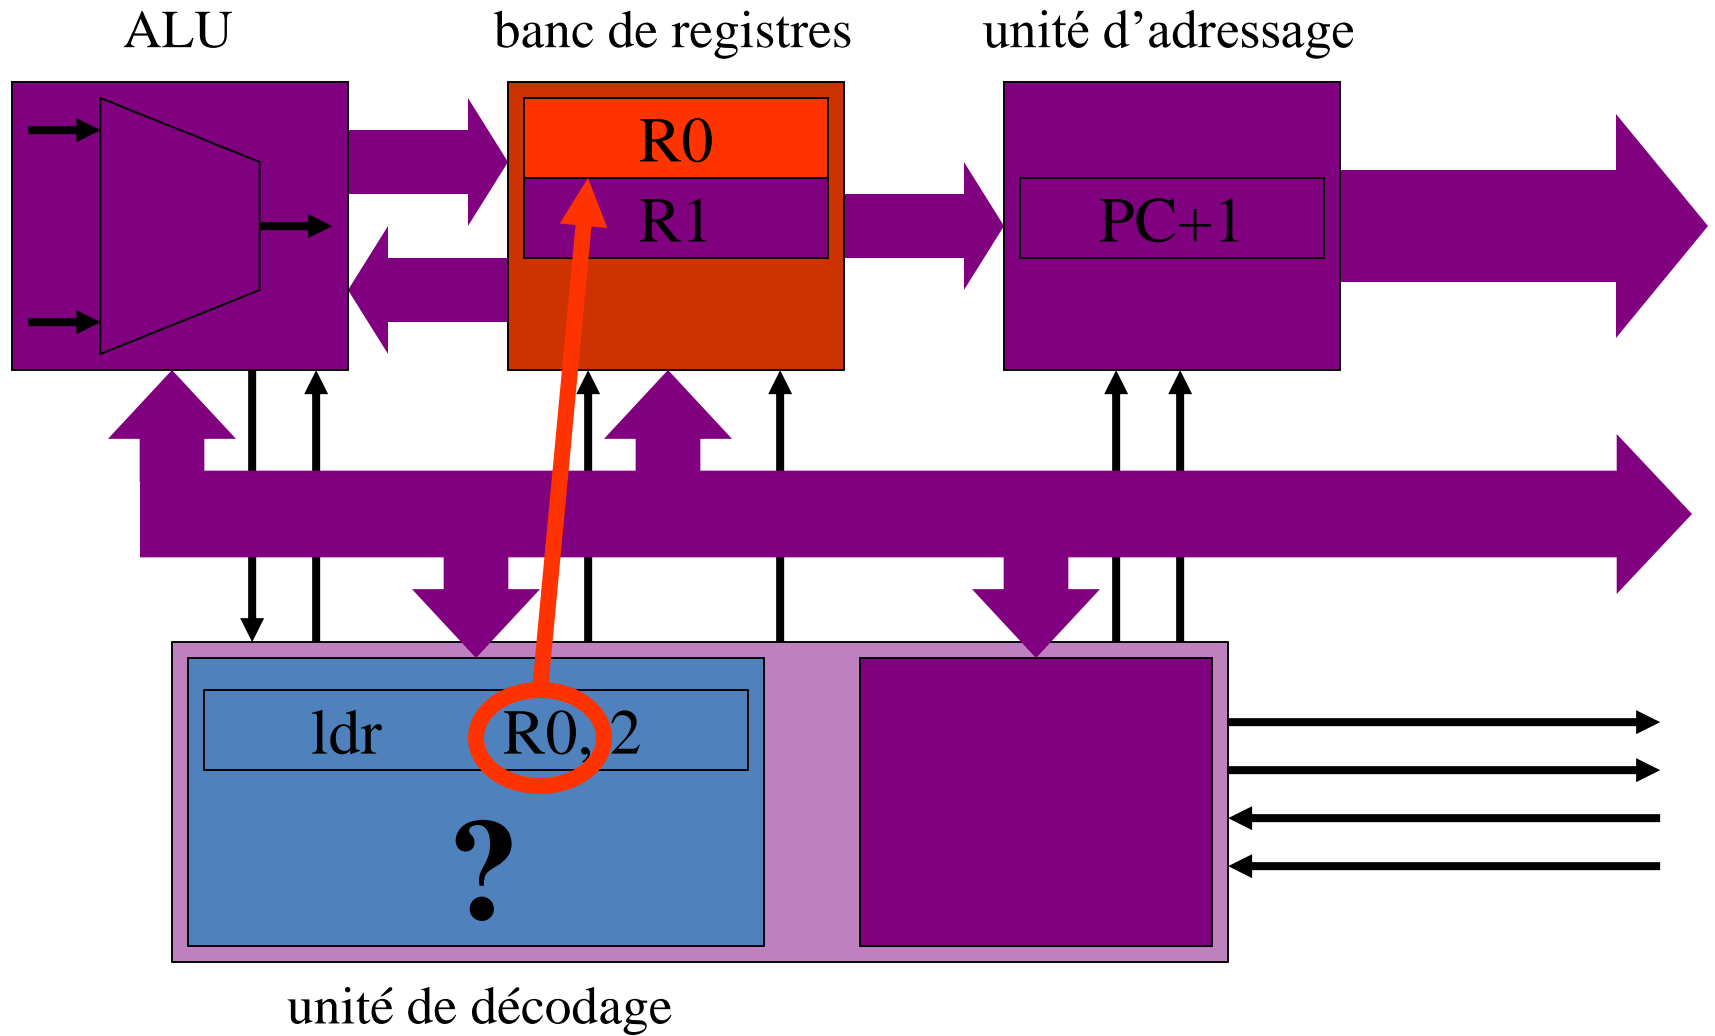 ALU
banc de registres
unité d’adressage
R0
R1
PC+1
ldr R0, 2
?
unité de décodage